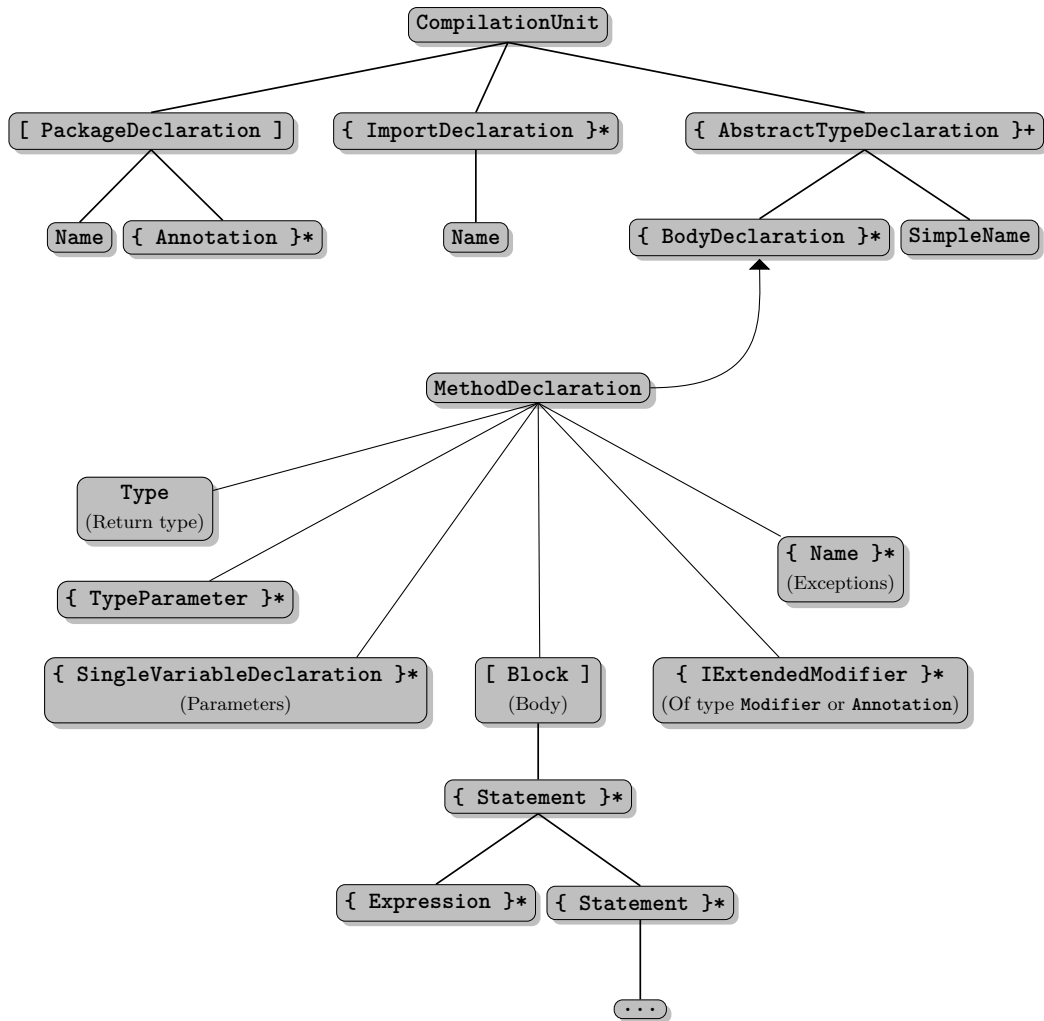 CompilationUnit
[ PackageDeclaration ]
{ ImportDeclaration }*
{ AbstractTypeDeclaration }+
Name
{ Annotation }*
Name
{ BodyDeclaration }*
SimpleName
MethodDeclaration
Type
(Return type)
{ Name }*
(Exceptions)
{ TypeParameter }*
{ SingleVariableDeclaration }*
(Parameters)
[ Block ]
(Body)
{ IExtendedModifier }*
(Of type Modifier or Annotation)
{ Statement }*
{ Expression }*
{ Statement }*
...